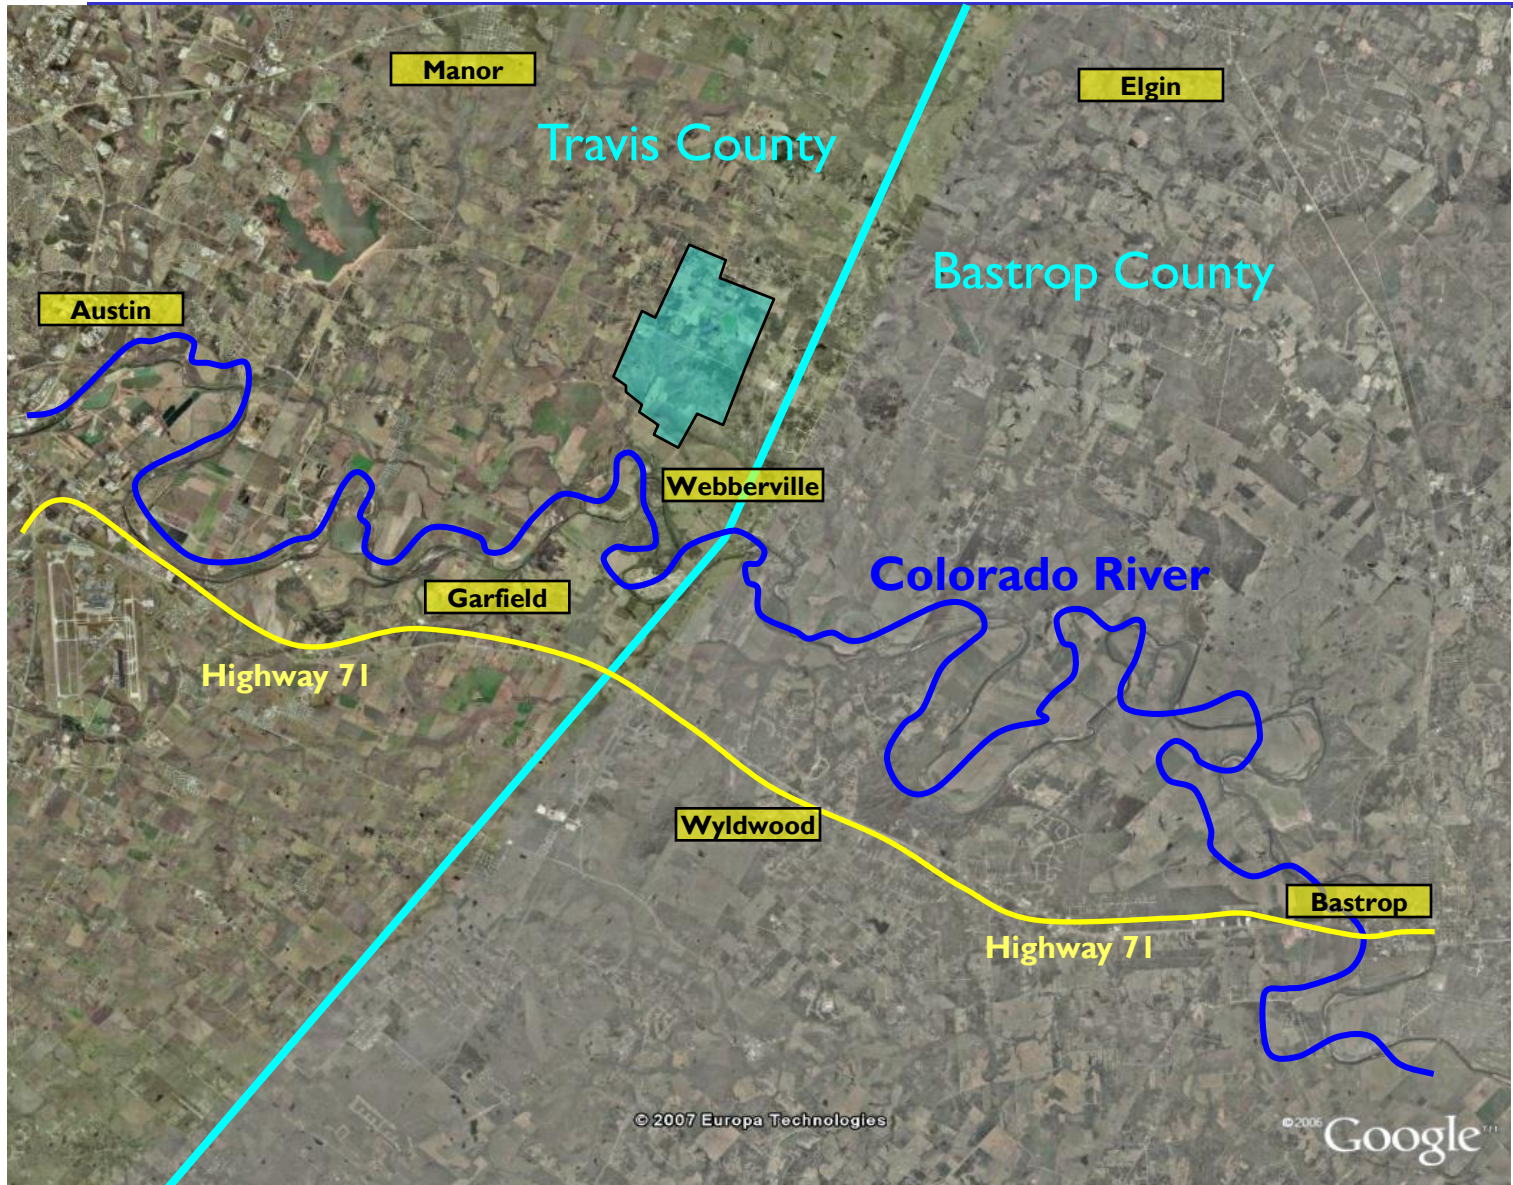 Manor
Elgin
Travis County
Bastrop County
Austin
Webberville
Colorado River
Garfield
Highway 71
Wyldwood
Bastrop
Highway 71
© 2007 Europa Technologies
©2006 Google™